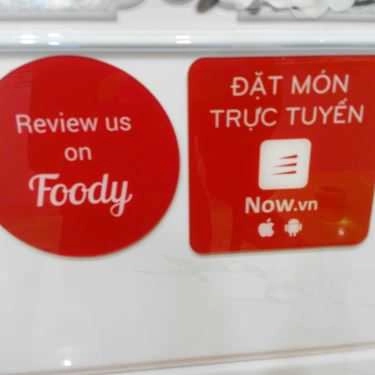 Review us
on
Foody
ĐẶT MÓN
TRỰC TUYẾN
Now.vn